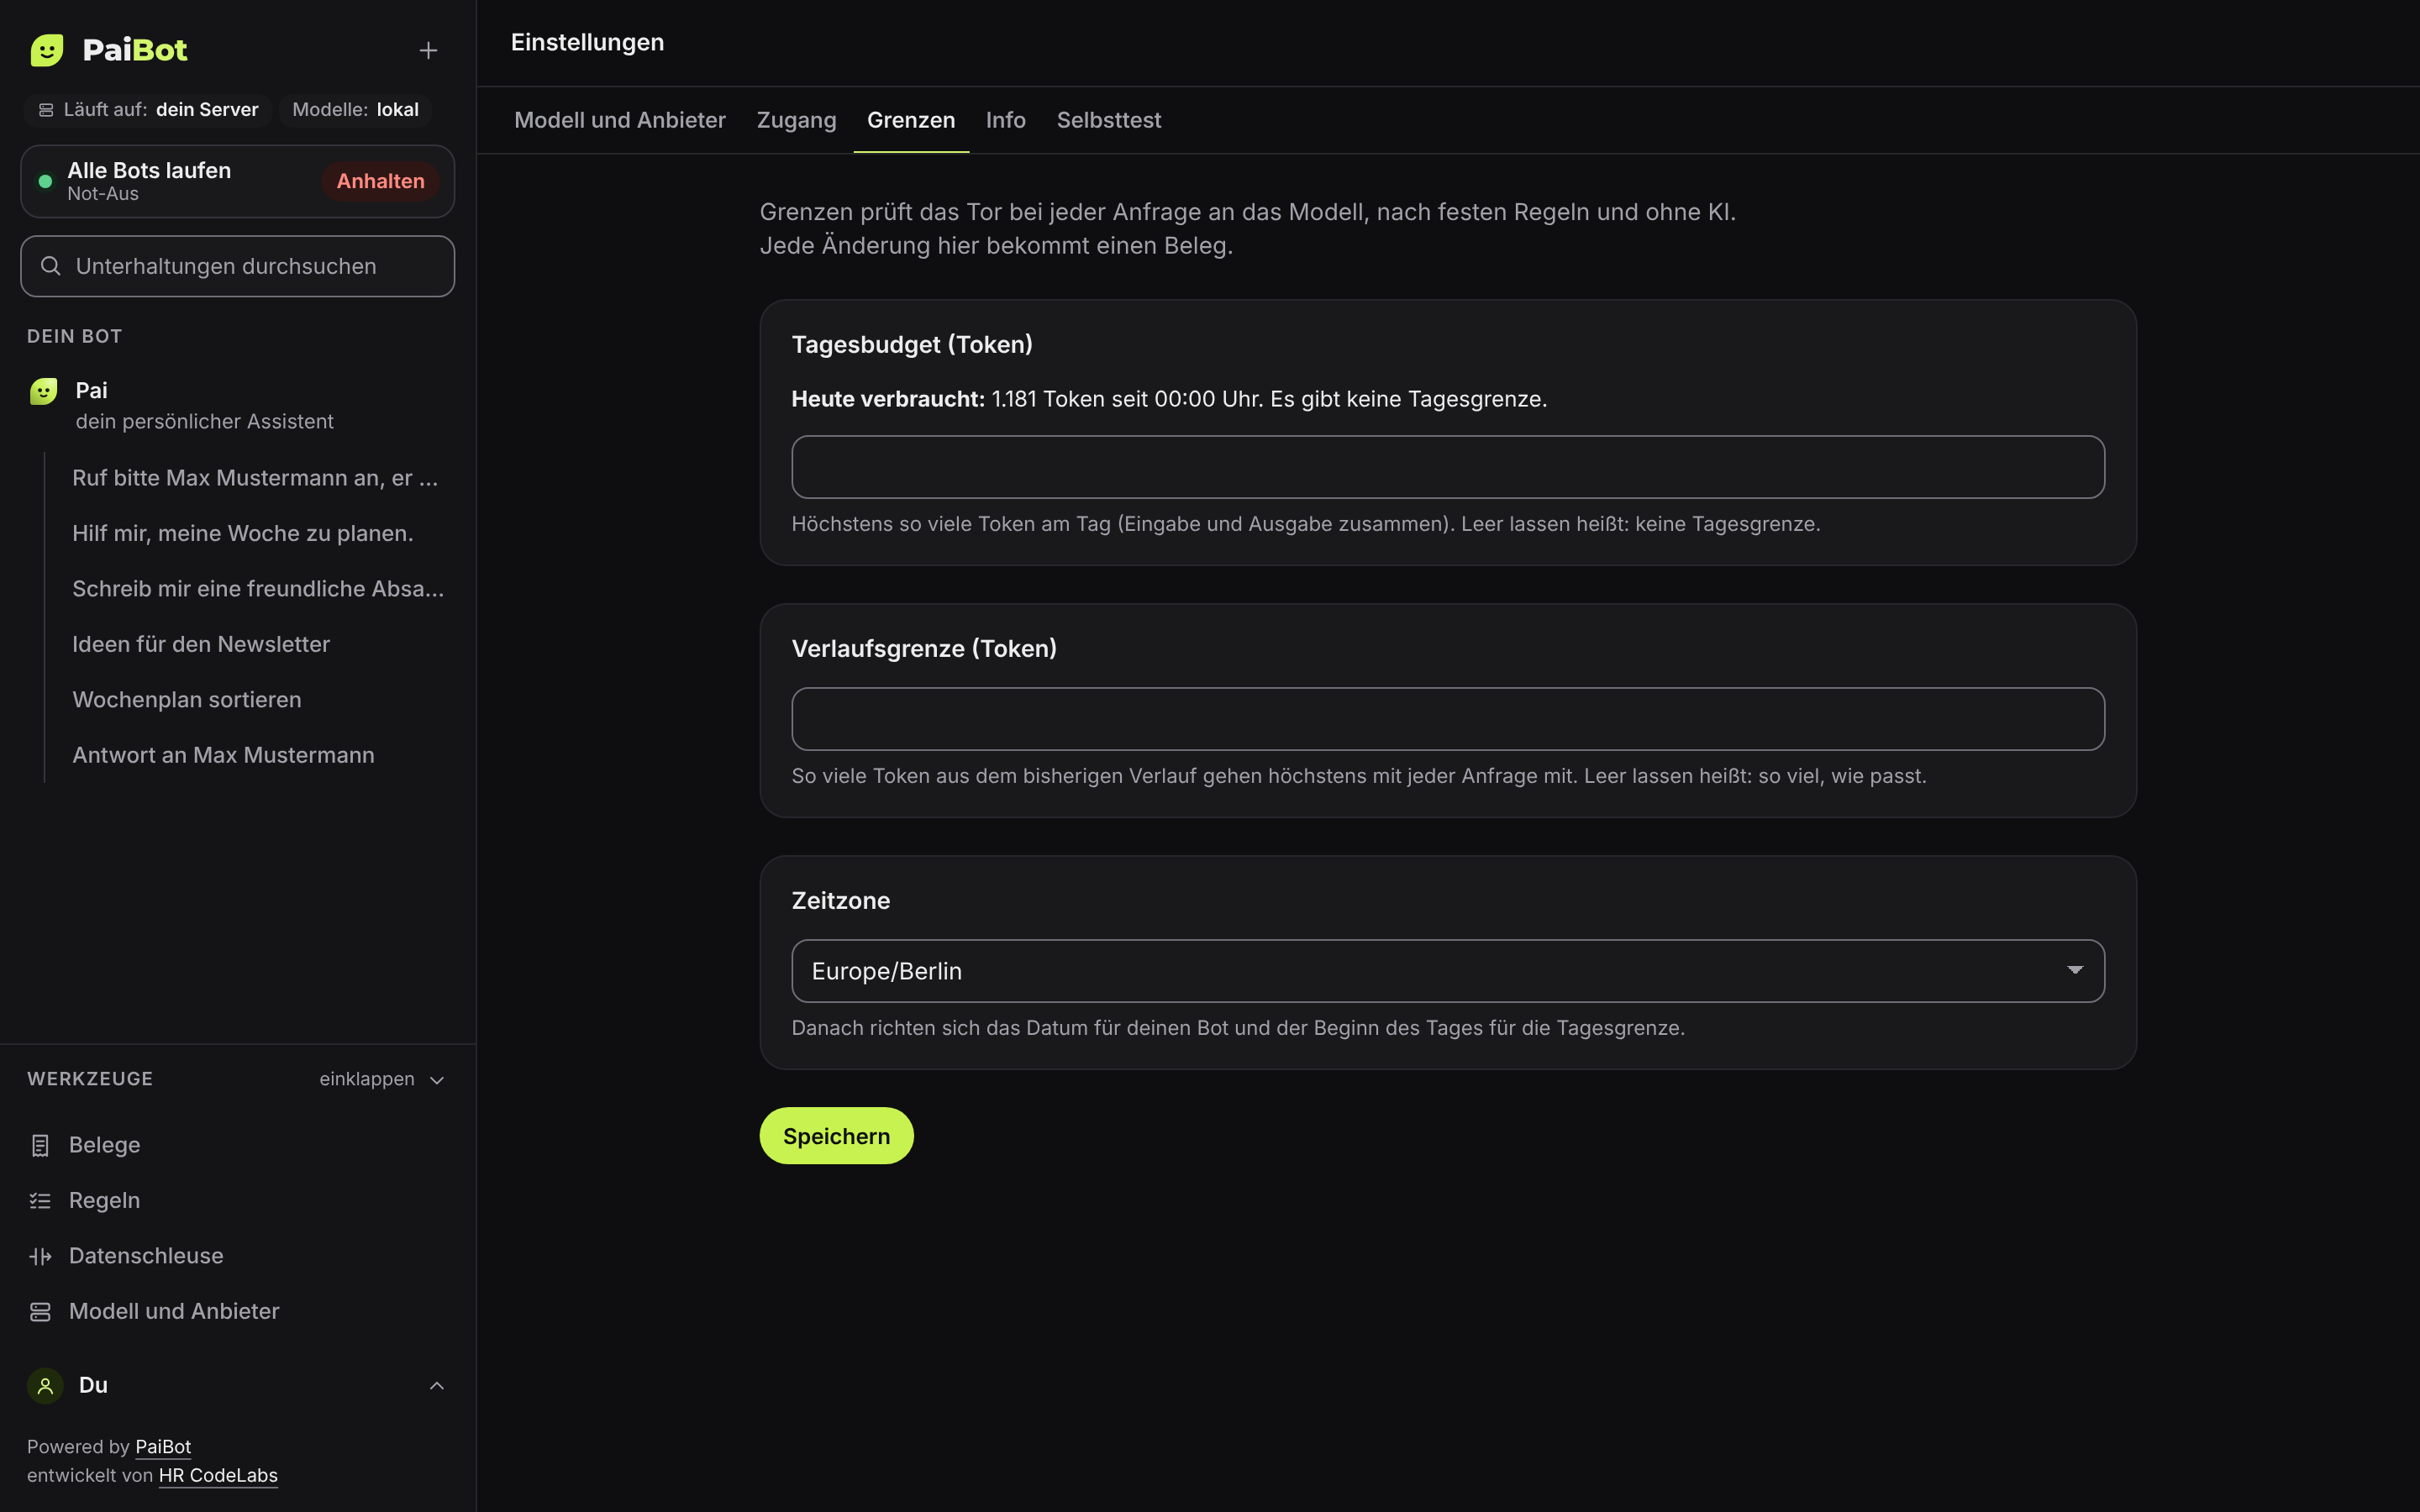 PaiBot
Läuft auf: dein Server
Modelle: lokal
Alle Bots laufen
Not-Aus
Anhalten
Unterhaltungen durchsuchen
DEIN BOT
Pai
dein persönlicher Assistent
Ruf bitte Max Mustermann an, er ...
Hilf mir, meine Woche zu planen.
Schreib mir eine freundliche Absa...
Ideen für den Newsletter
Wochenplan sortieren
Antwort an Max Mustermann
WERKZEUGE
einklappen
Belege
Regeln
Datenschleuse
Modell und Anbieter
Du
Powered by PaiBot
entwickelt von HR CodeLabs
Einstellungen
Modell und Anbieter
Zugang
Grenzen
Info
Selbsttest
Grenzen prüft das Tor bei jeder Anfrage an das Modell, nach festen Regeln und ohne KI.
Jede Änderung hier bekommt einen Beleg.
Tagesbudget (Token)
Heute verbraucht: 1.181 Token seit 00:00 Uhr. Es gibt keine Tagesgrenze.
Höchstens so viele Token am Tag (Eingabe und Ausgabe zusammen). Leer lassen heißt: keine Tagesgrenze.
Verlaufsgrenze (Token)
So viele Token aus dem bisherigen Verlauf gehen höchstens mit jeder Anfrage mit. Leer lassen heißt: so viel, wie passt.
Zeitzone
Europe/Berlin
Danach richten sich das Datum für deinen Bot und der Beginn des Tages für die Tagesgrenze.
Speichern